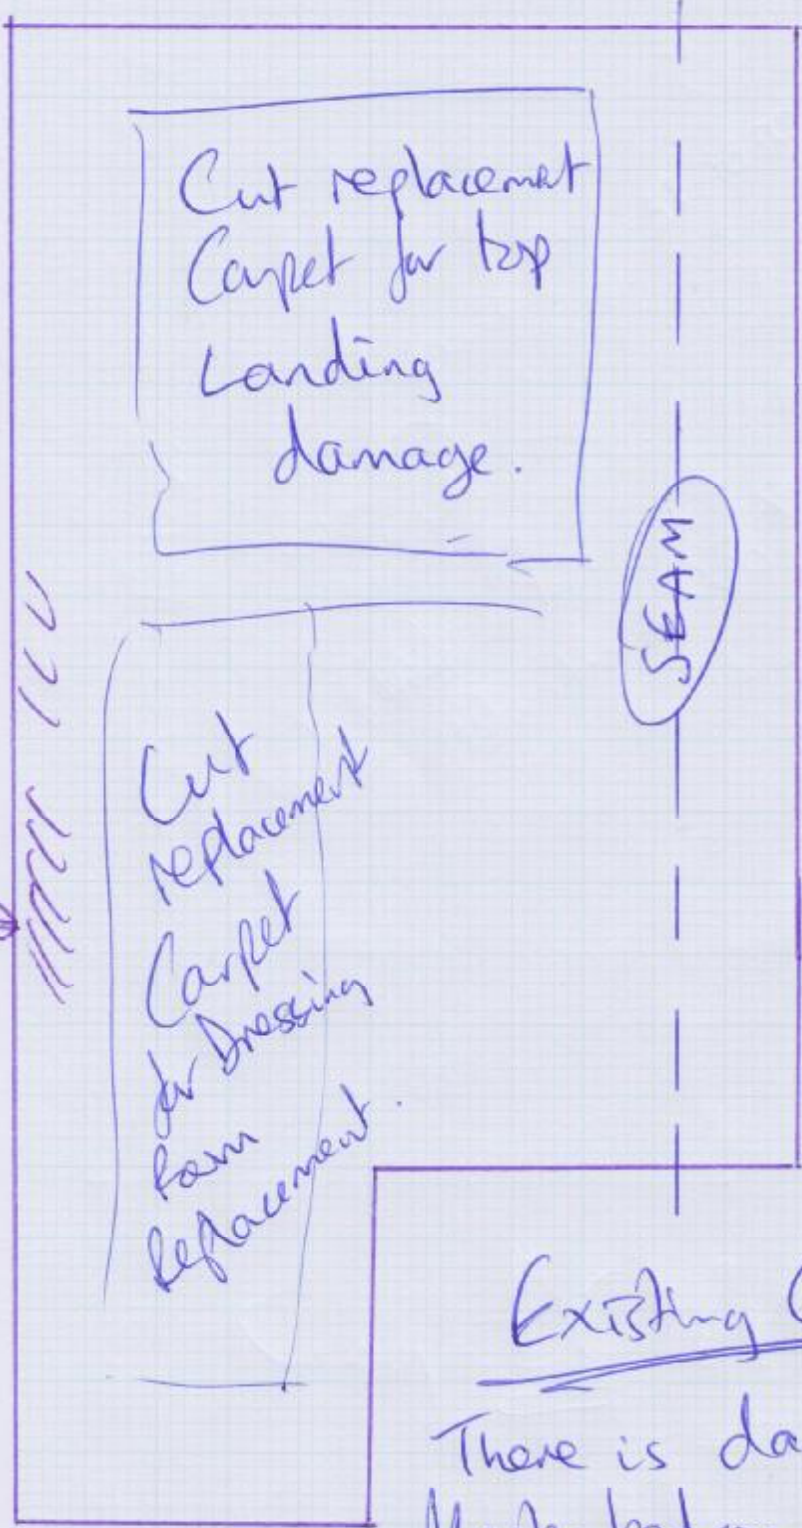 Cut replacement
Carpet for top
Landing
damage.
SEAM
Cut
replacement
Carpet
for Dressing
Room
Replacement.
Existing
There is